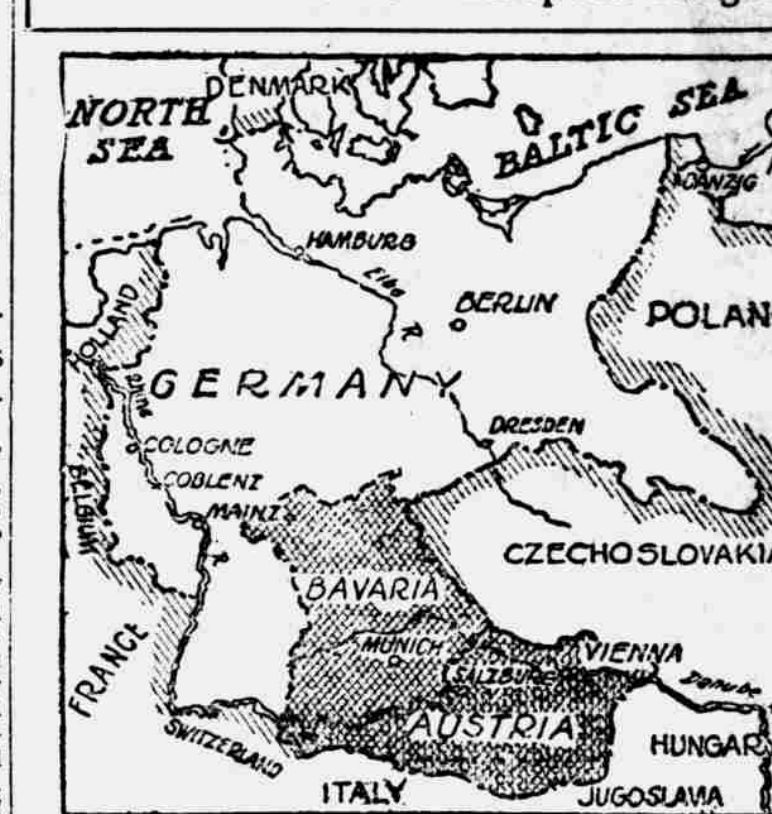 DENMARK
NORTH
SEA
BALTIC SEA
DANZIG
HAMBURG
Elbe
R.
BERLIN
HOLLAND
POLAN
GERMANY
Rhine
DRESDEN
COLOGNE
COBLENZ
BELGIUM
MAINZ
R
CZECHOSLOVAKIA
BAVARIA
MUNICH
VIENNA
SALZBURG
Danube
FRANCE
AUSTRIA
SWITZERLAND
HUNGAR
ITALY
JUGOSLAVIA